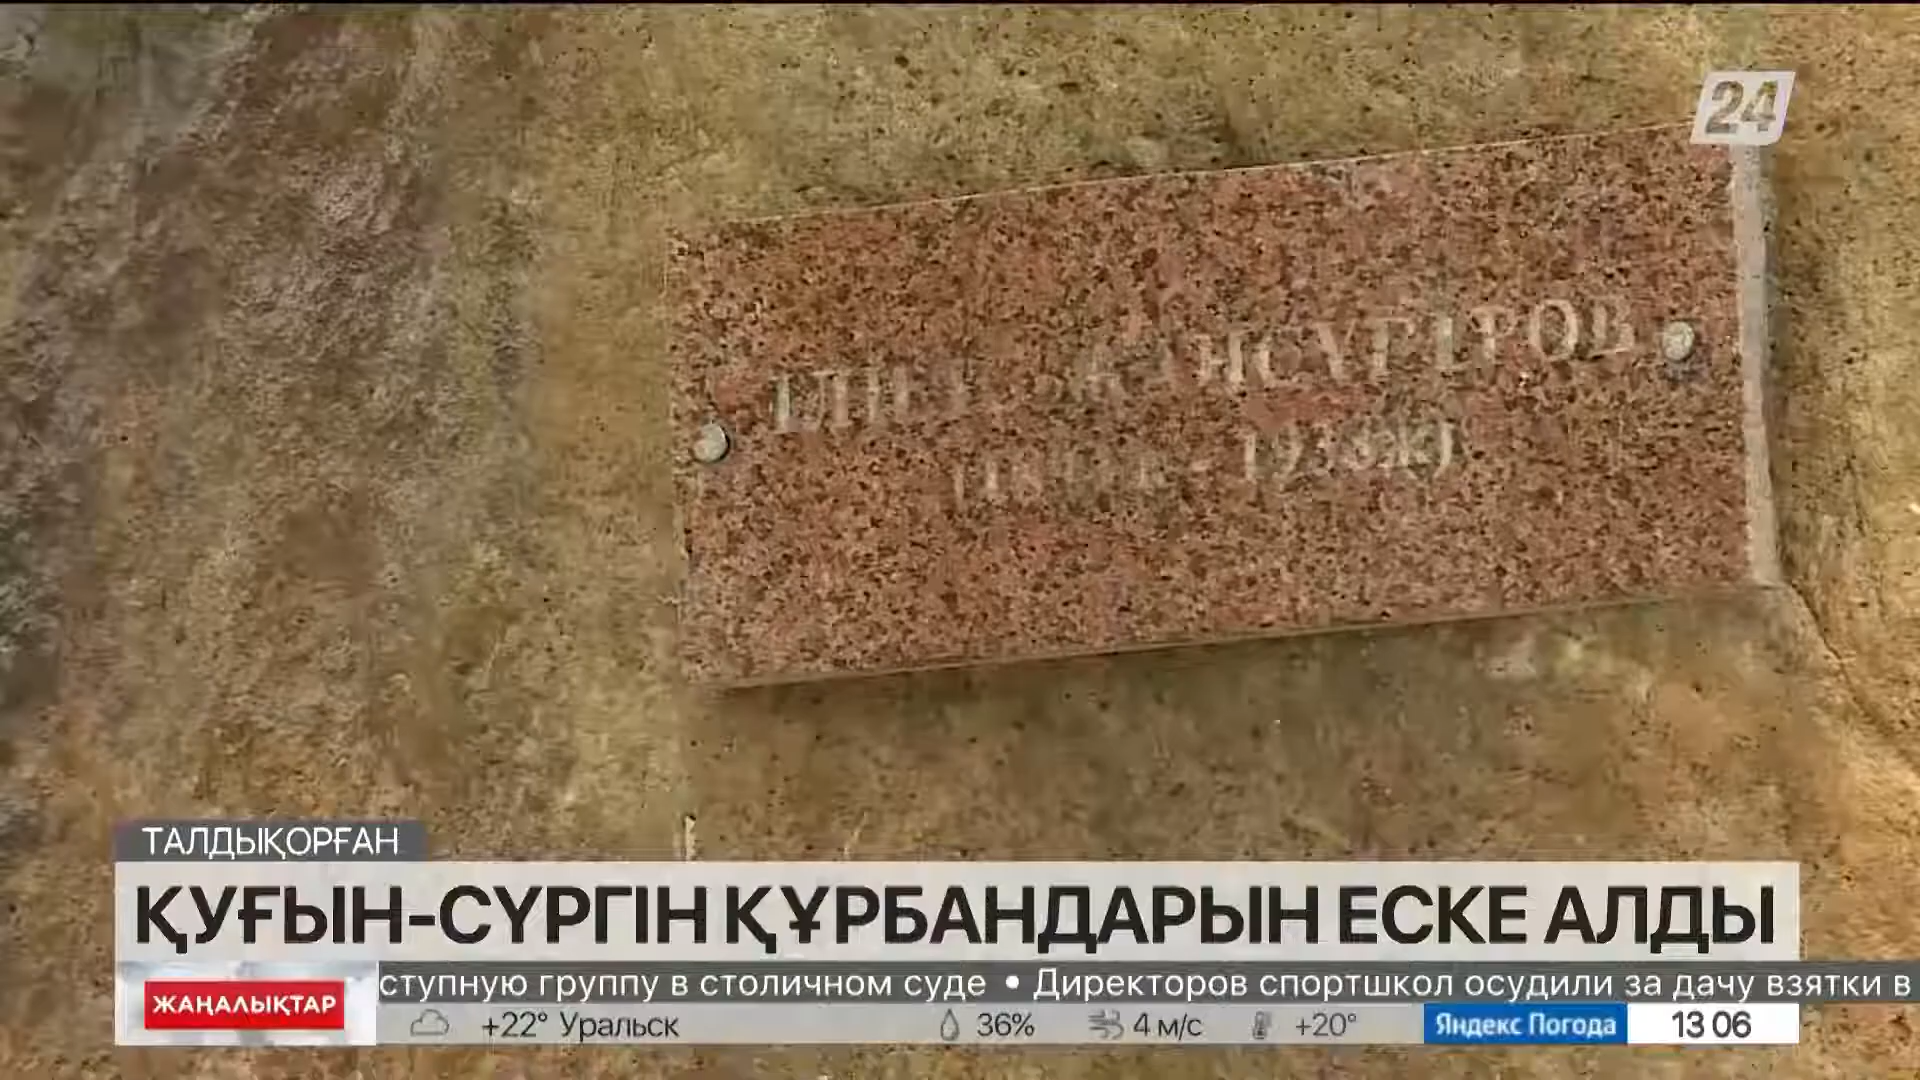 24
ЖАНСҮГІРОВ
ТАЛДЫҚОРҒАН
ҚУҒЫН-СҮРГІН ҚҰРБАНДАРЫН ЕСКЕ АЛДЫ
ЖАҢАЛЫҚТАР
ступную группу в столичном суде • Директоров спортшкол осудили за дачу взятки в
+22° Уральск 36% 4 м/с +20° Яндекс Погода 13 06